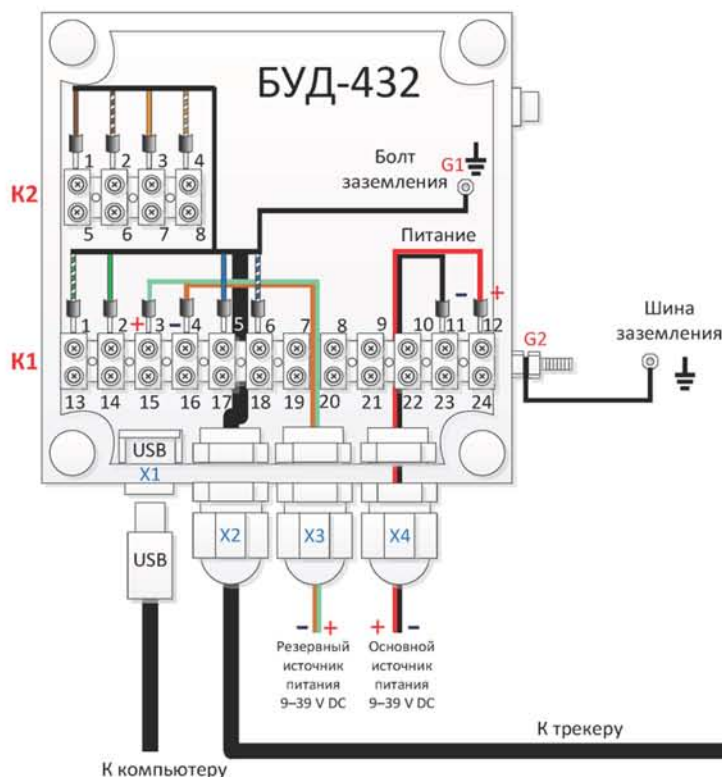 БУД-432
1 2 3 4
K2
5 6 7 8
Болт
заземления
G1
Питание
- +
Шина
заземления
G2
K1
1 2 + 3 - 4 5 6 7 8 9 10 11 12
13 14 15 16 17 18 19 20 21 22 23 24
USB
X1
USB
X2
X3
X4
- +
Резервный
источник
питания
9–39 V DC
+ -
Основной
источник
питания
9–39 V DC
К трекеру
К компьютеру